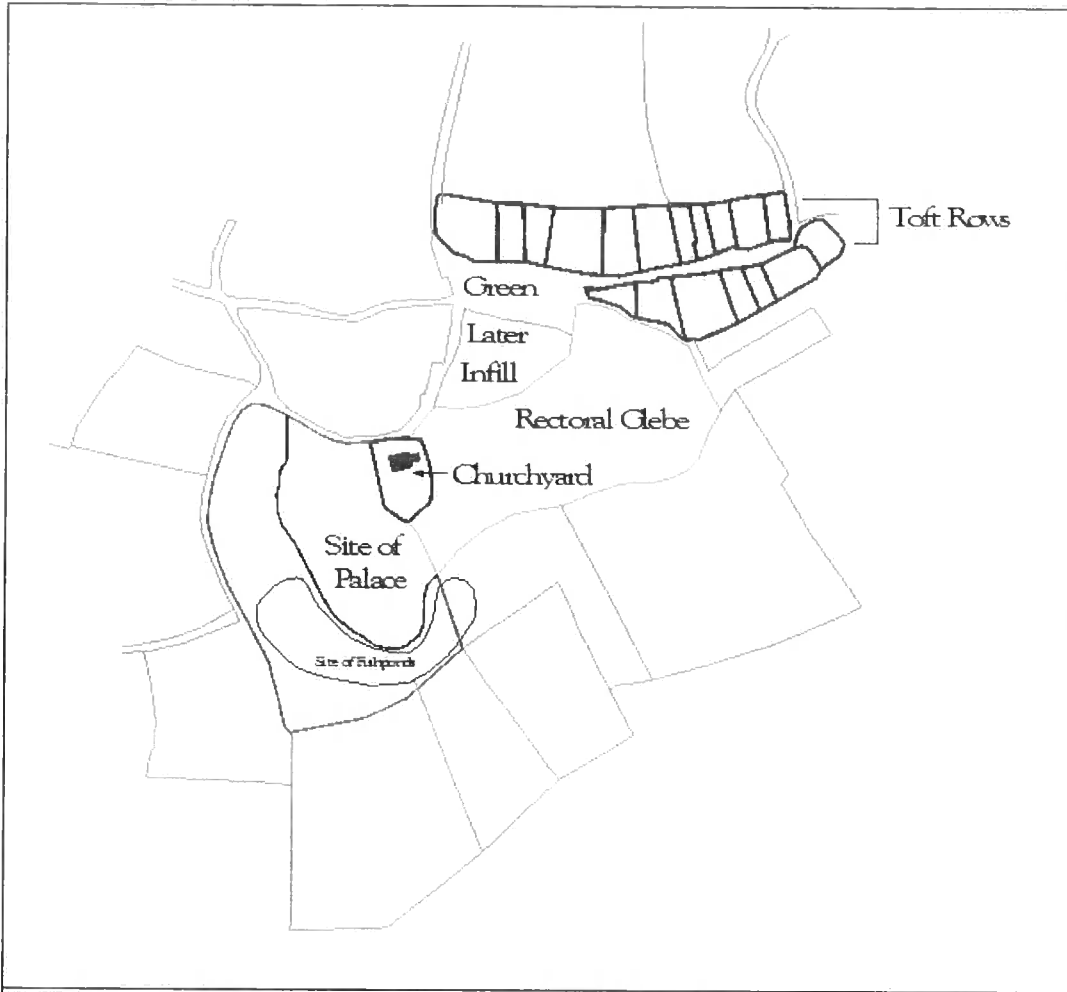 Toft Rows
Green
Later
Infill
Rectoral Glebe
Churchyard
Site of
Palace
Site of Fishponds